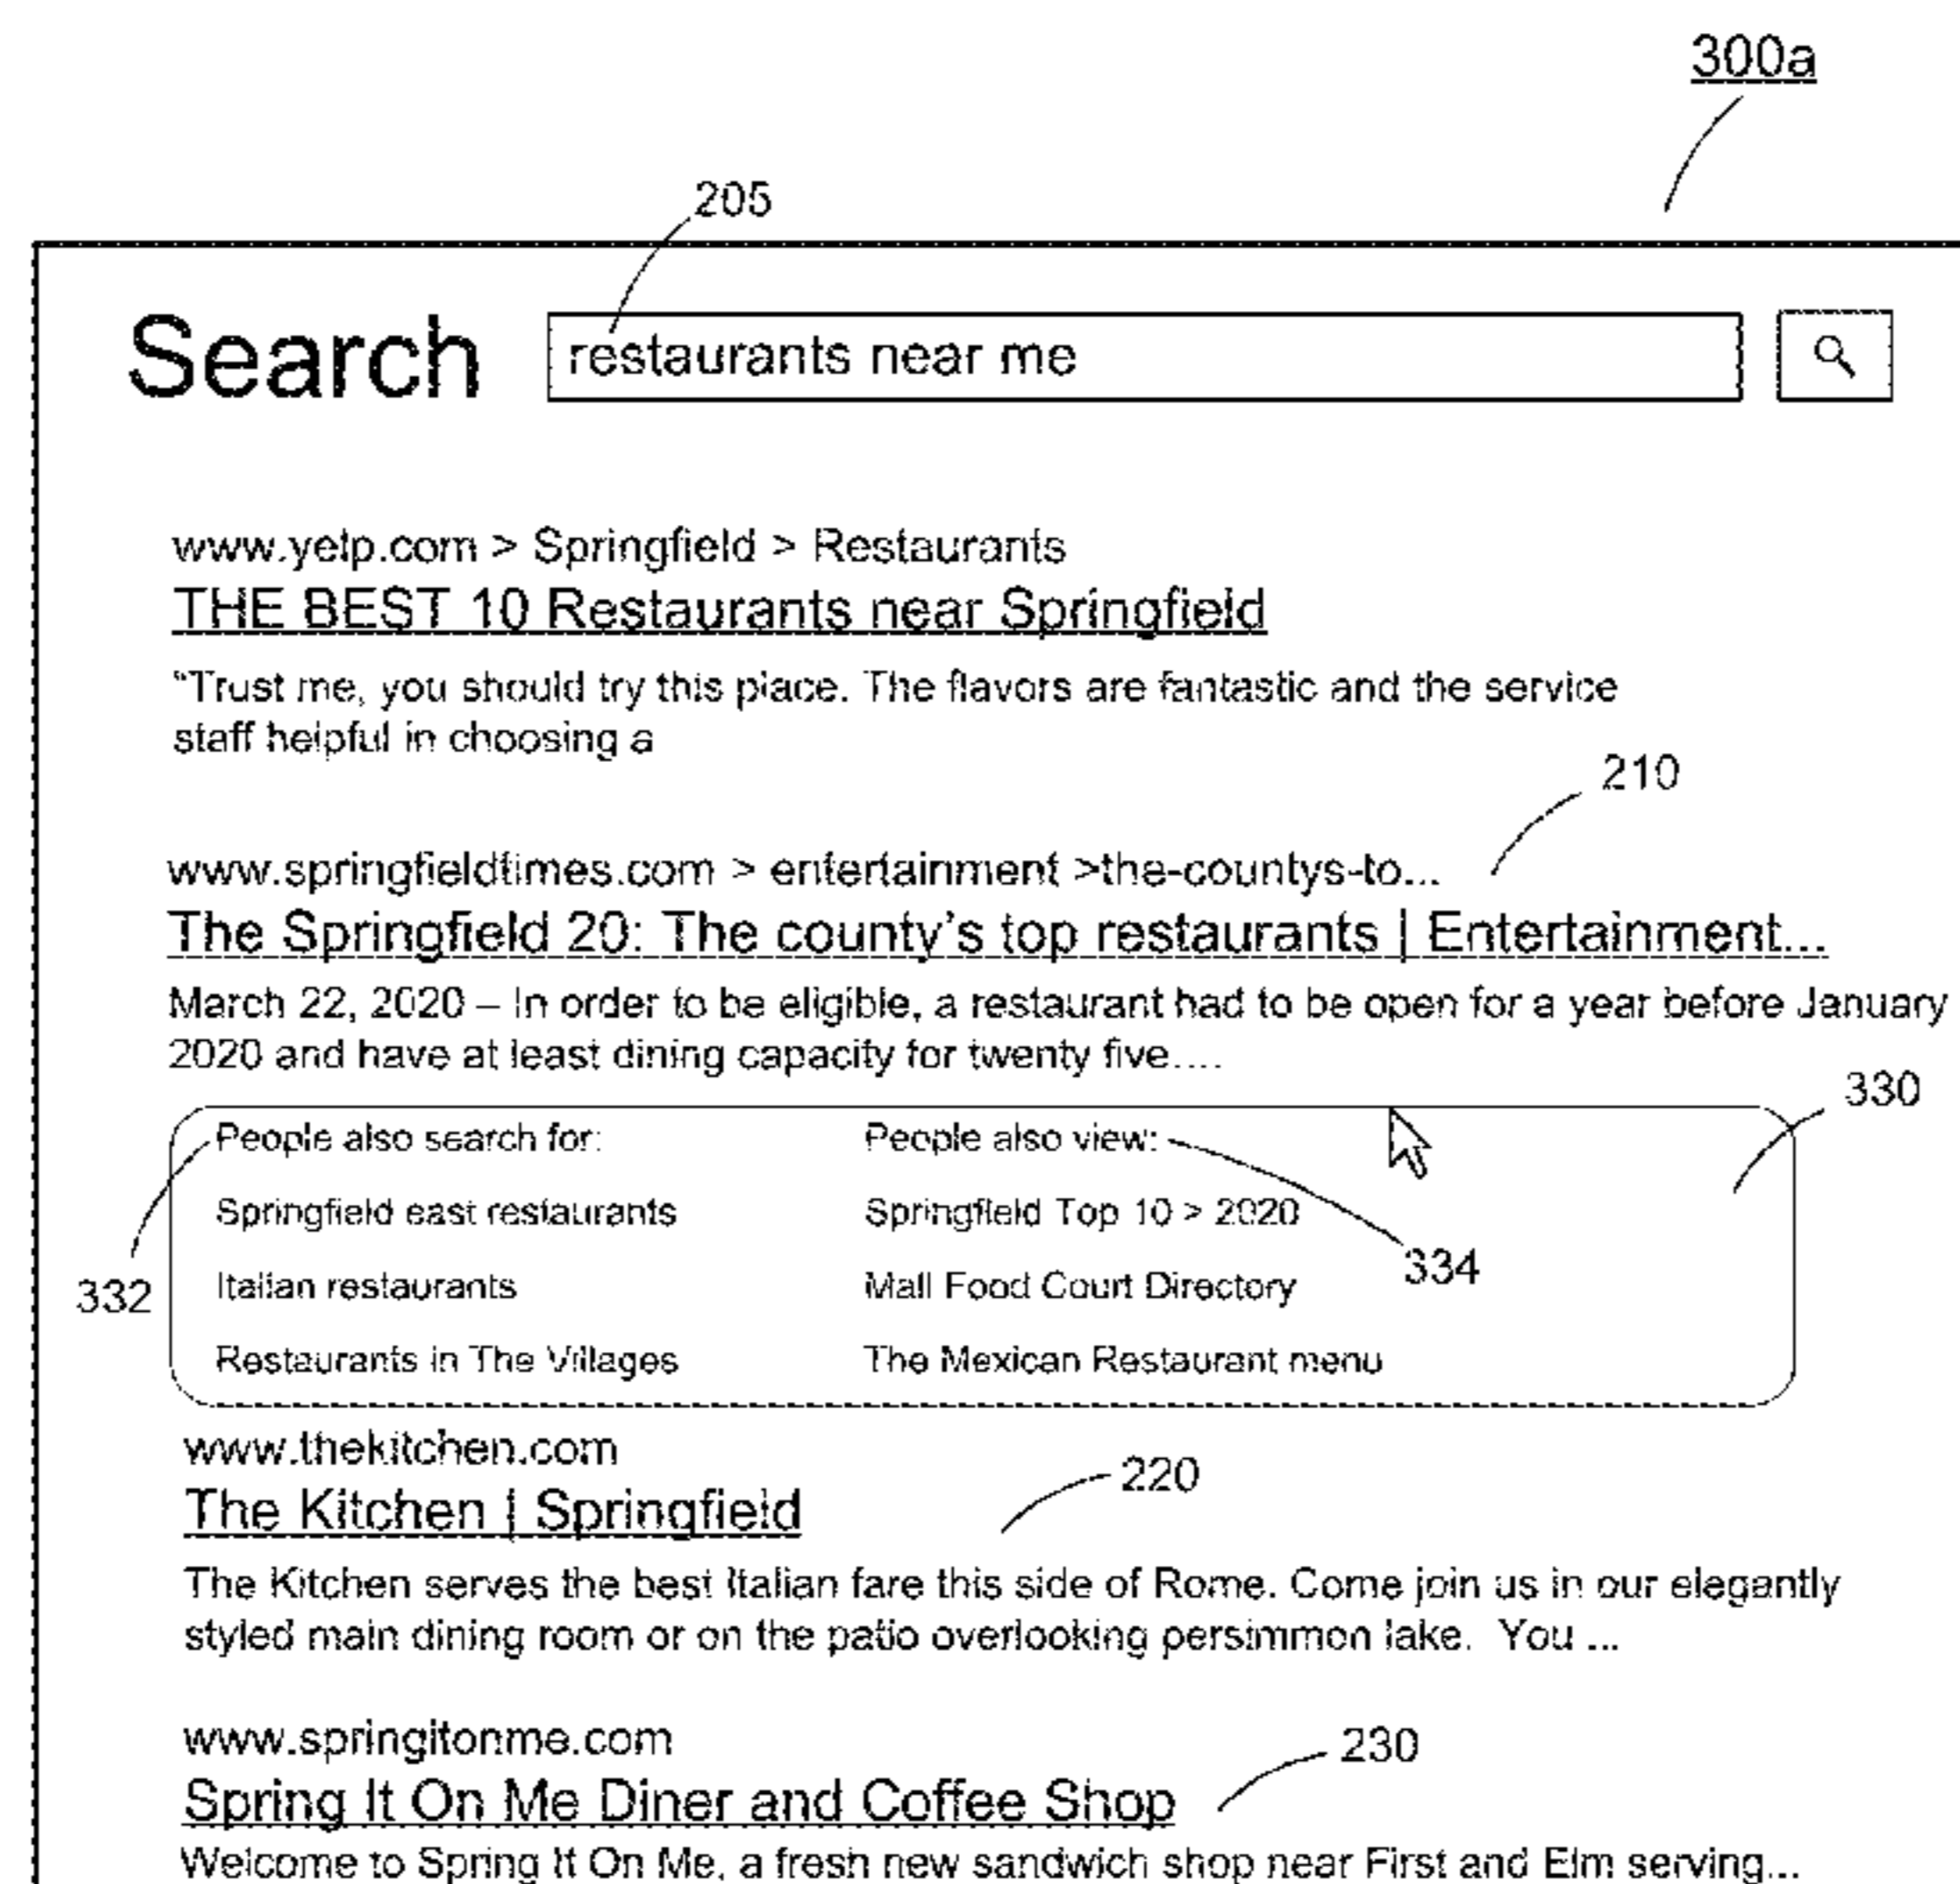 300a
205
Search restaurants near me
www.yelp.com > Springfield > Restaurants
THE BEST 10 Restaurants near Springfield
“Trust me, you should try this place. The flavors are fantastic and the service
staff helpful in choosing a
210
www.springfieldtimes.com > entertainment >the-countys-to...
The Springfield 20: The county’s top restaurants | Entertainment...
March 22, 2020 – In order to be eligible, a restaurant had to be open for a year before January
2020 and have at least dining capacity for twenty five....
330
People also search for: People also view:
Springfield east restaurants Springfield Top 10 > 2020
334
Italian restaurants Mall Food Court Directory
332
Restaurants in The Villages The Mexican Restaurant menu
www.thekitchen.com
220
The Kitchen | Springfield
The Kitchen serves the best Italian fare this side of Rome. Come join us in our elegantly
styled main dining room or on the patio overlooking persimmon lake. You ...
www.springitonme.com
230
Spring It On Me Diner and Coffee Shop
Welcome to Spring It On Me, a fresh new sandwich shop near First and Elm serving...